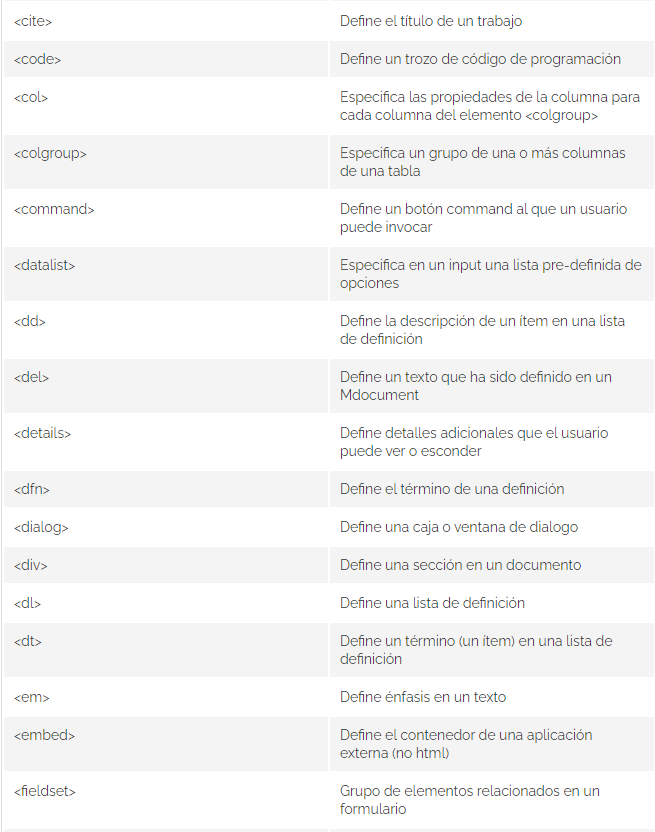 <cite> Define el título de un trabajo
<code> Define un trozo de código de programación
<col> Especifica las propiedades de la columna para
cada columna del elemento <colgroup>
<colgroup> Especifica un grupo de una o más columnas
de una tabla
<command> Define un botón command al que un usuario
puede invocar
<datalist> Especifica en un input una lista pre-definida de
opciones
<dd> Define la descripción de un ítem en una lista
de definición
<del> Define un texto que ha sido definido en un
Mdocument
<details> Define detalles adicionales que el usuario
puede ver o esconder
<dfn> Define el término de una definición
<dialog> Define una caja o ventana de dialogo
<div> Define una sección en un documento
<dl> Define una lista de definición
<dt> Define un término (un ítem) en una lista de
definición
<em> Define énfasis en un texto
<embed> Define el contenedor de una aplicación
externa (no html)
<fieldset> Grupo de elementos relacionados en un
formulario